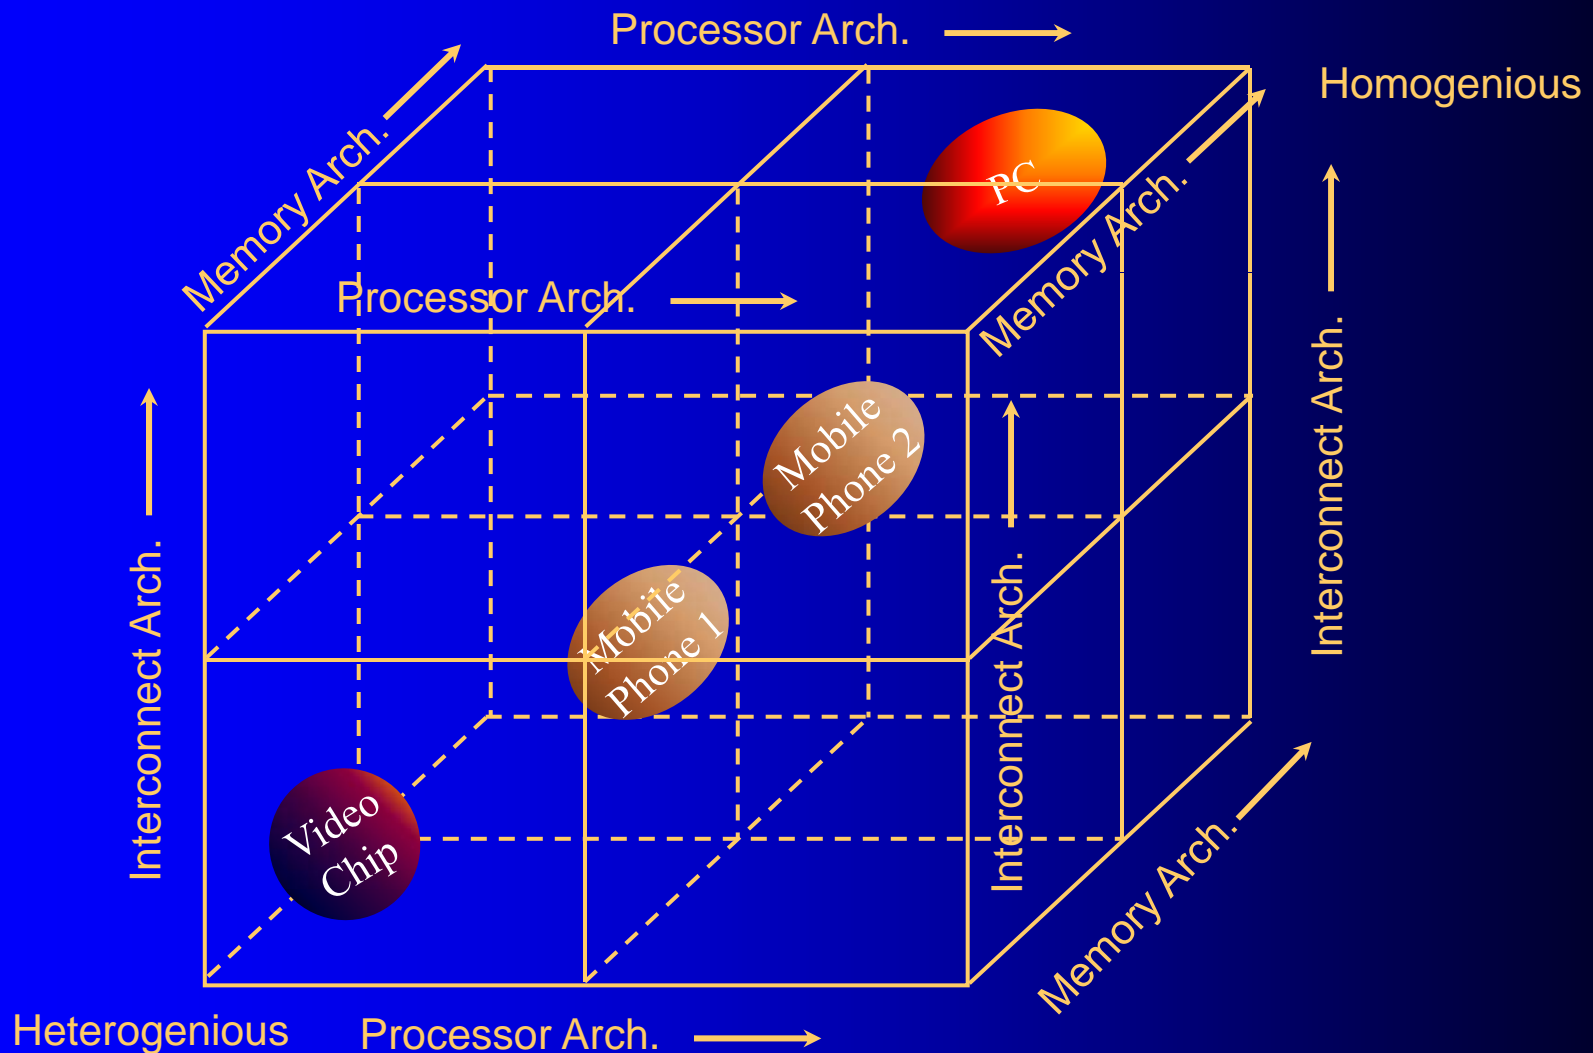 Processor Arch.
Homogenious
Memory Arch.
PC
Memory Arch.
Processor Arch.
Interconnect Arch.
Mobile
Phone 2
Interconnect Arch.
Interconnect Arch.
Mobile
Phone 1
Video
Chip
Memory Arch.
Heterogenious
Processor Arch.